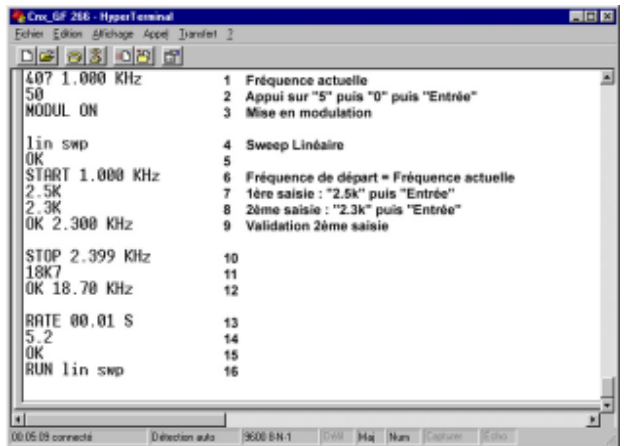 Cnx_GF 266 - HyperTerminal
Fichier Edition Affichage Appel Transfert ?
407 1.000 KHz 1 Fréquence actuelle
50 2 Appui sur "5" puis "0" puis "Entrée"
MODUL ON 3 Mise en modulation
lin swp 4 Sweep Linéaire
OK 5
START 1.000 KHz 6 Fréquence de départ = Fréquence actuelle
2.5K 7 1ère saisie : "2.5k" puis "Entrée"
2.3K 8 2ème saisie : "2.3k" puis "Entrée"
OK 2.300 KHz 9 Validation 2ème saisie
STOP 2.399 KHz 10
18K7 11
OK 18.70 KHz 12
RATE 00.01 S 13
5.2 14
OK 15
RUN lin swp 16
00:05:09 connecté Détection auto 9600 8-N-1 Défil Maj Num Capturer Echo